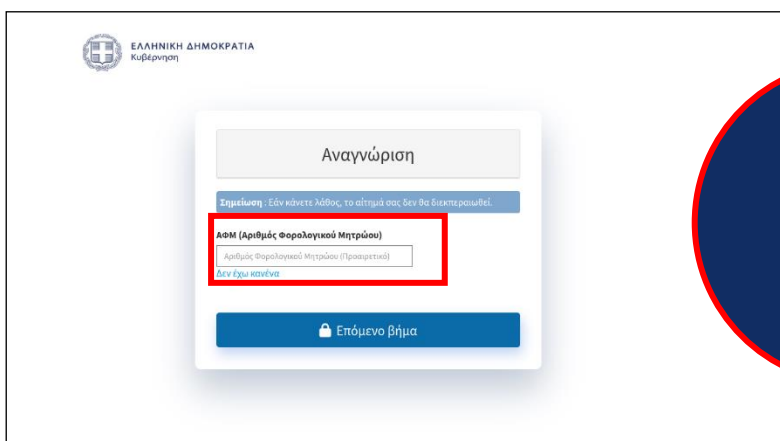 ΕΛΛΗΝΙΚΗ ΔΗΜΟΚΡΑΤΙΑ
Κυβέρνηση
Αναγνώριση
Σημείωση : Εάν κάνετε λάθος, το αίτημά σας δεν θα διεκπεραιωθεί.
ΑΦΜ (Αριθμός Φορολογικού Μητρώου)
Αριθμός Φορολογικού Μητρώου (Προαιρετικό)
Δεν έχω κανένα
Επόμενο βήμα